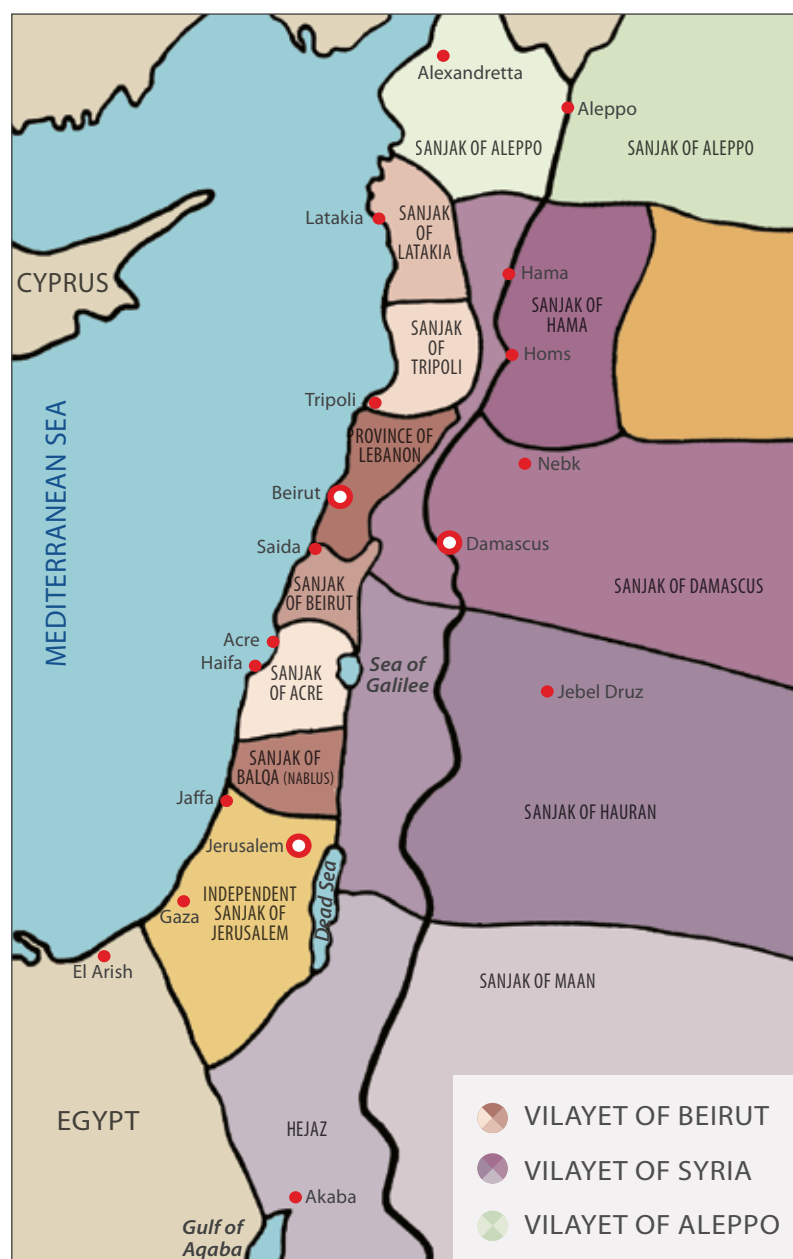 Alexandretta
Aleppo
SANJAK OF ALEPPO
SANJAK OF ALEPPO
Latakia
SANJAK
OF
LATAKIA
CYPRUS
Hama
SANJAK OF
HAMA
SANJAK
OF
TRIPOLI
Homs
Tripoli
PROVINCE OF
LEBANON
MEDITERRANEAN SEA
Nebk
Beirut
Damascus
Saida
SANJAK
OF BEIRUT
SANJAK OF DAMASCUS
Acre
Haifa
SANJAK
OF ACRE
Sea of
Galilee
Jebel Druz
SANJAK OF
BALQA (NABLUS)
Jaffa
SANJAK OF HAURAN
Jerusalem
Dead Sea
INDEPENDENT
SANJAK OF
JERUSALEM
Gaza
El Arish
SANJAK OF MAAN
EGYPT
HEJAZ
Akaba
Gulf of
Aqaba
VILAYET OF BEIRUT
VILAYET OF SYRIA
VILAYET OF ALEPPO